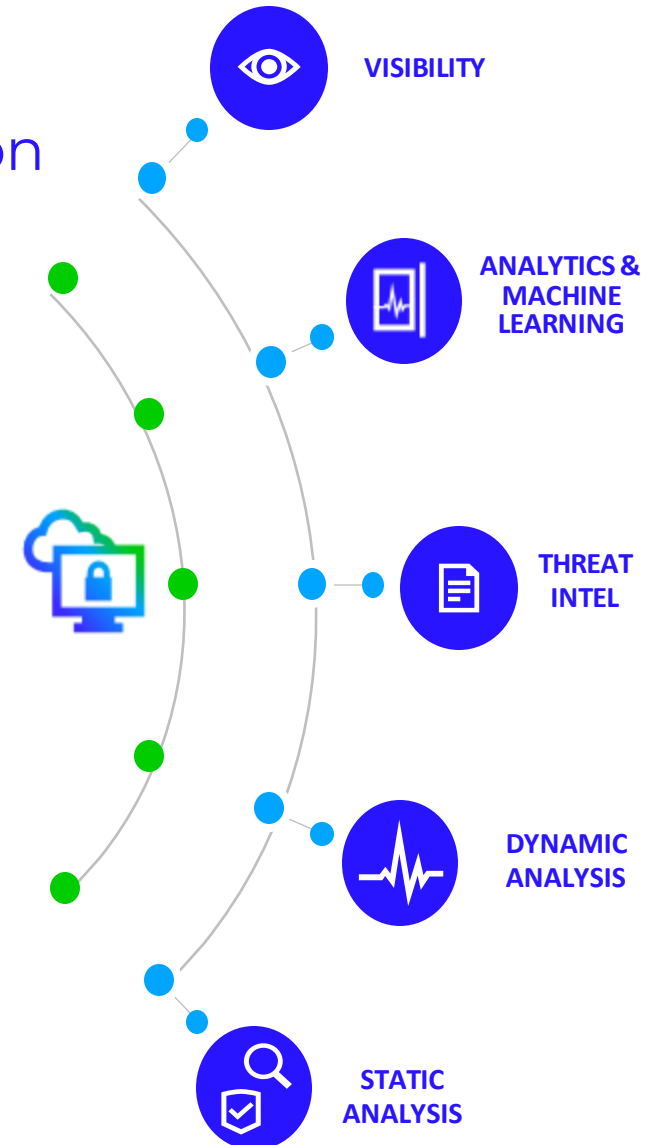 on
VISIBILITY
ANALYTICS &
MACHINE
LEARNING
THREAT
INTEL
DYNAMIC
ANALYSIS
STATIC
ANALYSIS